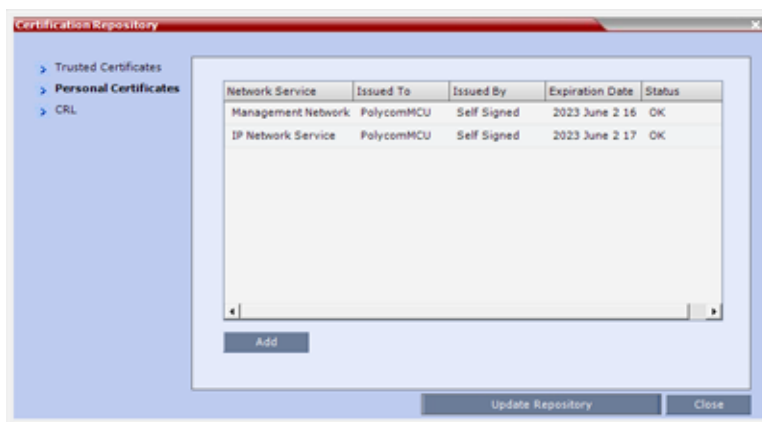 Certification Repository
Trusted Certificates
Personal Certificates
CRL
Network Service Issued To Issued By Expiration Date Status
Management Network PolycomMCU Self Signed 2023 June 2 16 OK
IP Network Service PolycomMCU Self Signed 2023 June 2 17 OK
Add
Update Repository Close